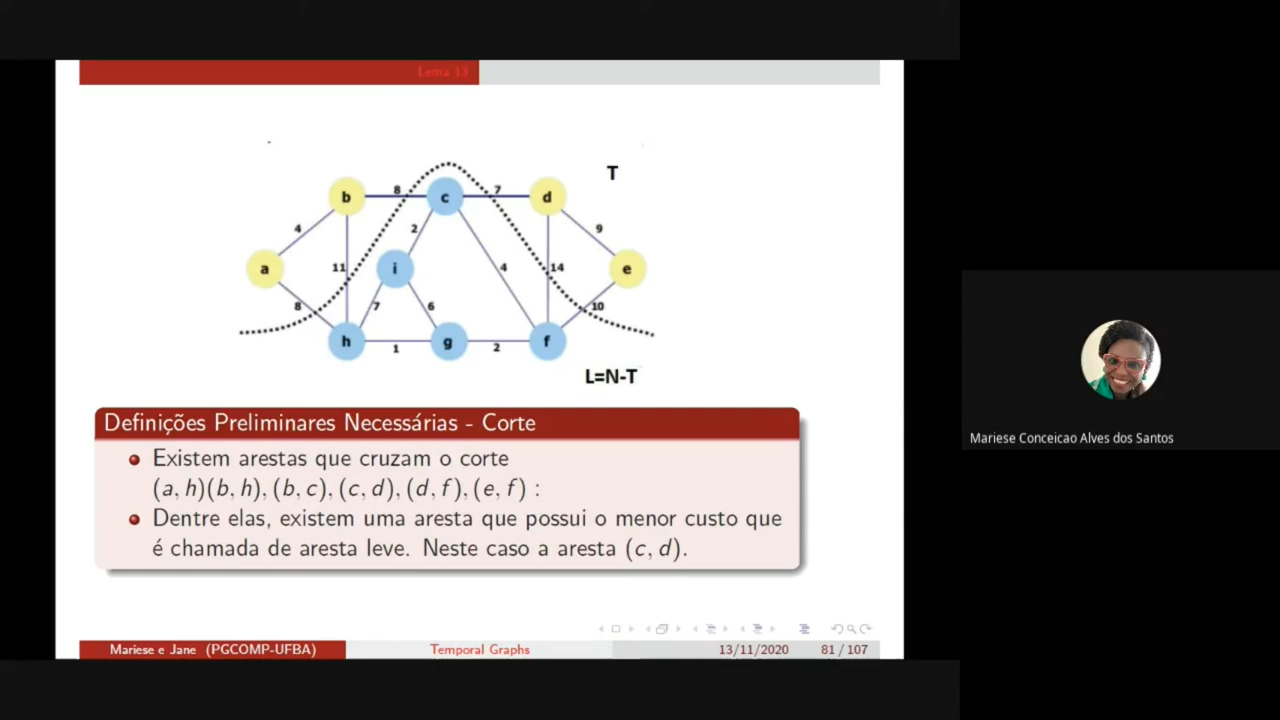 Lema 13
T
b
8
c
7
d
4
2
9
a
11
i
4
14
e
8
7
6
10
h
1
g
2
f
L=N-T
Definições Preliminares Necessárias - Corte
Existem arestas que cruzam o corte
(a, h)(b, h), (b, c), (c, d), (d, f), (e, f) :
Dentre elas, existem uma aresta que possui o menor custo que
é chamada de aresta leve. Neste caso a aresta (c, d).
Mariese e Jane (PGCOMP-UFBA)
Temporal Graphs
13/11/2020
81 / 107
Mariese Conceicao Alves dos Santos